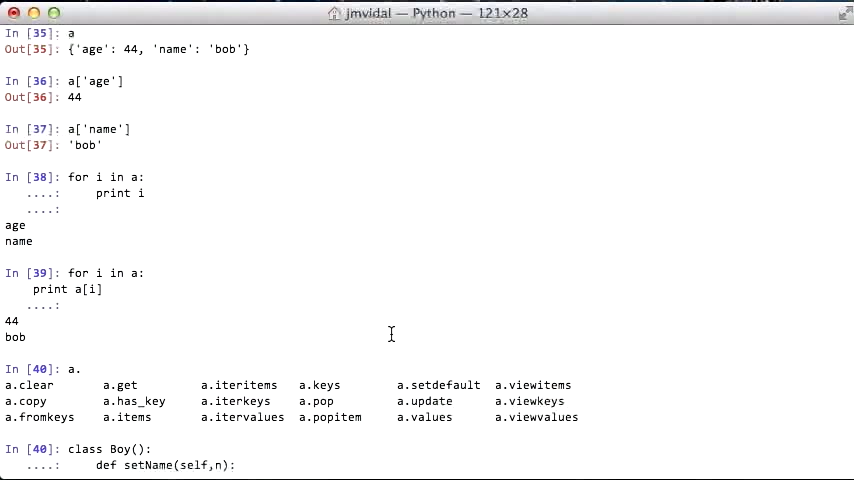 jmvidal — Python — 121×28
In [35]: a
Out[35]: {'age': 44, 'name': 'bob'}
In [36]: a['age']
Out[36]: 44
In [37]: a['name']
Out[37]: 'bob'
In [38]: for i in a:
   ....:     print i
   ....:
age
name
In [39]: for i in a:
    print a[i]
   ....:
44
bob
In [40]: a.
a.clear       a.get         a.iteritems   a.keys        a.setdefault  a.viewitems
a.copy        a.has_key     a.iterkeys    a.pop         a.update      a.viewkeys
a.fromkeys    a.items       a.itervalues  a.popitem     a.values      a.viewvalues
In [40]: class Boy():
   ....:     def setName(self,n):